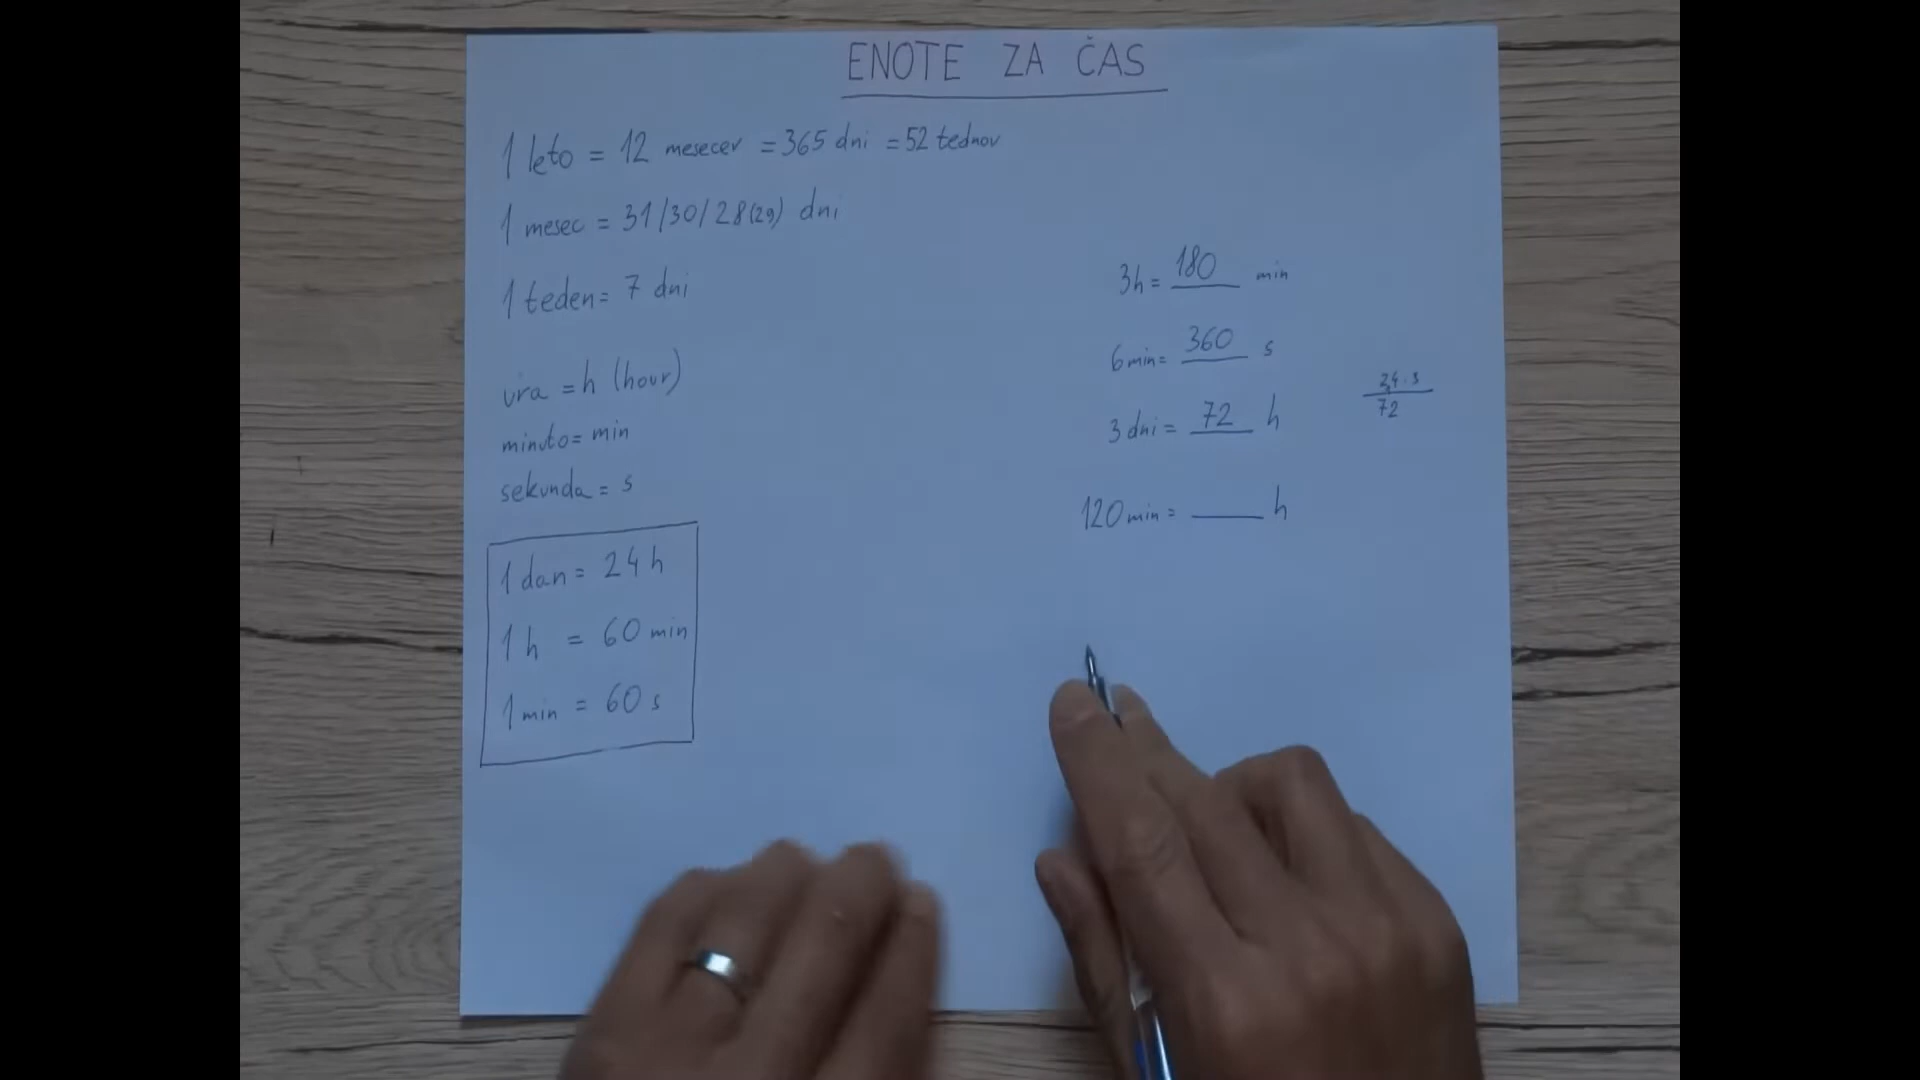 ENOTE ZA ČAS
1 leto = 12 mesecev = 365 dni = 52 tednov
1 mesec = 31/30/28(29) dni
1 teden = 7 dni
ura = h (hour)
minuto = min
sekunda = s
1 dan = 24 h
1 h = 60 min
1 min = 60 s
3h = 180 min
6 min = 360 s
3 dni = 72 h
24 · 3
72
120 min = ____ h